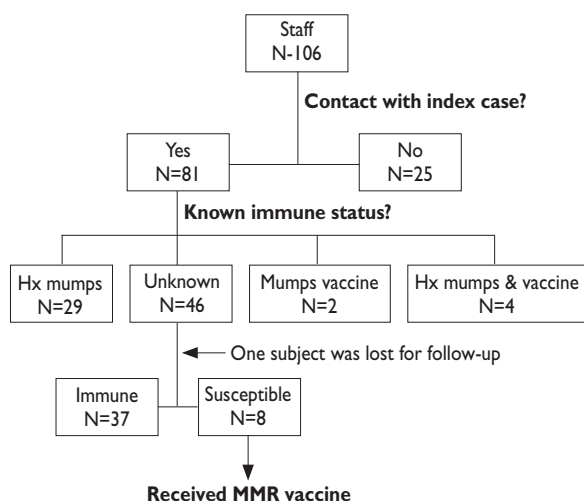 Staff
N-106
Contact with index case?
Yes
N=81
No
N=25
Known immune status?
Hx mumps
N=29
Unknown
N=46
Mumps vaccine
N=2
Hx mumps & vaccine
N=4
One subject was lost for follow-up
Immune
N=37
Susceptible
N=8
Received MMR vaccine